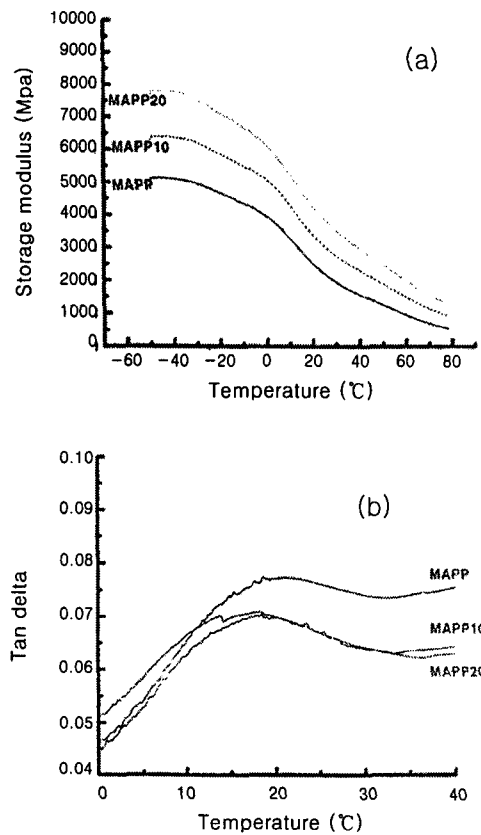 (a)
Storage modulus (Mpa)
10000
9000
8000
7000
6000
5000
4000
3000
2000
1000
0
MAPP20
MAPP10
MAPP
-60 -40 -20 0 20 40 60 80
Temperature (℃)
(b)
Tan delta
0.10
0.09
0.08
0.07
0.06
0.05
0.04
MAPP
MAPP10
MAPP20
0 10 20 30 40
Temperature (℃)